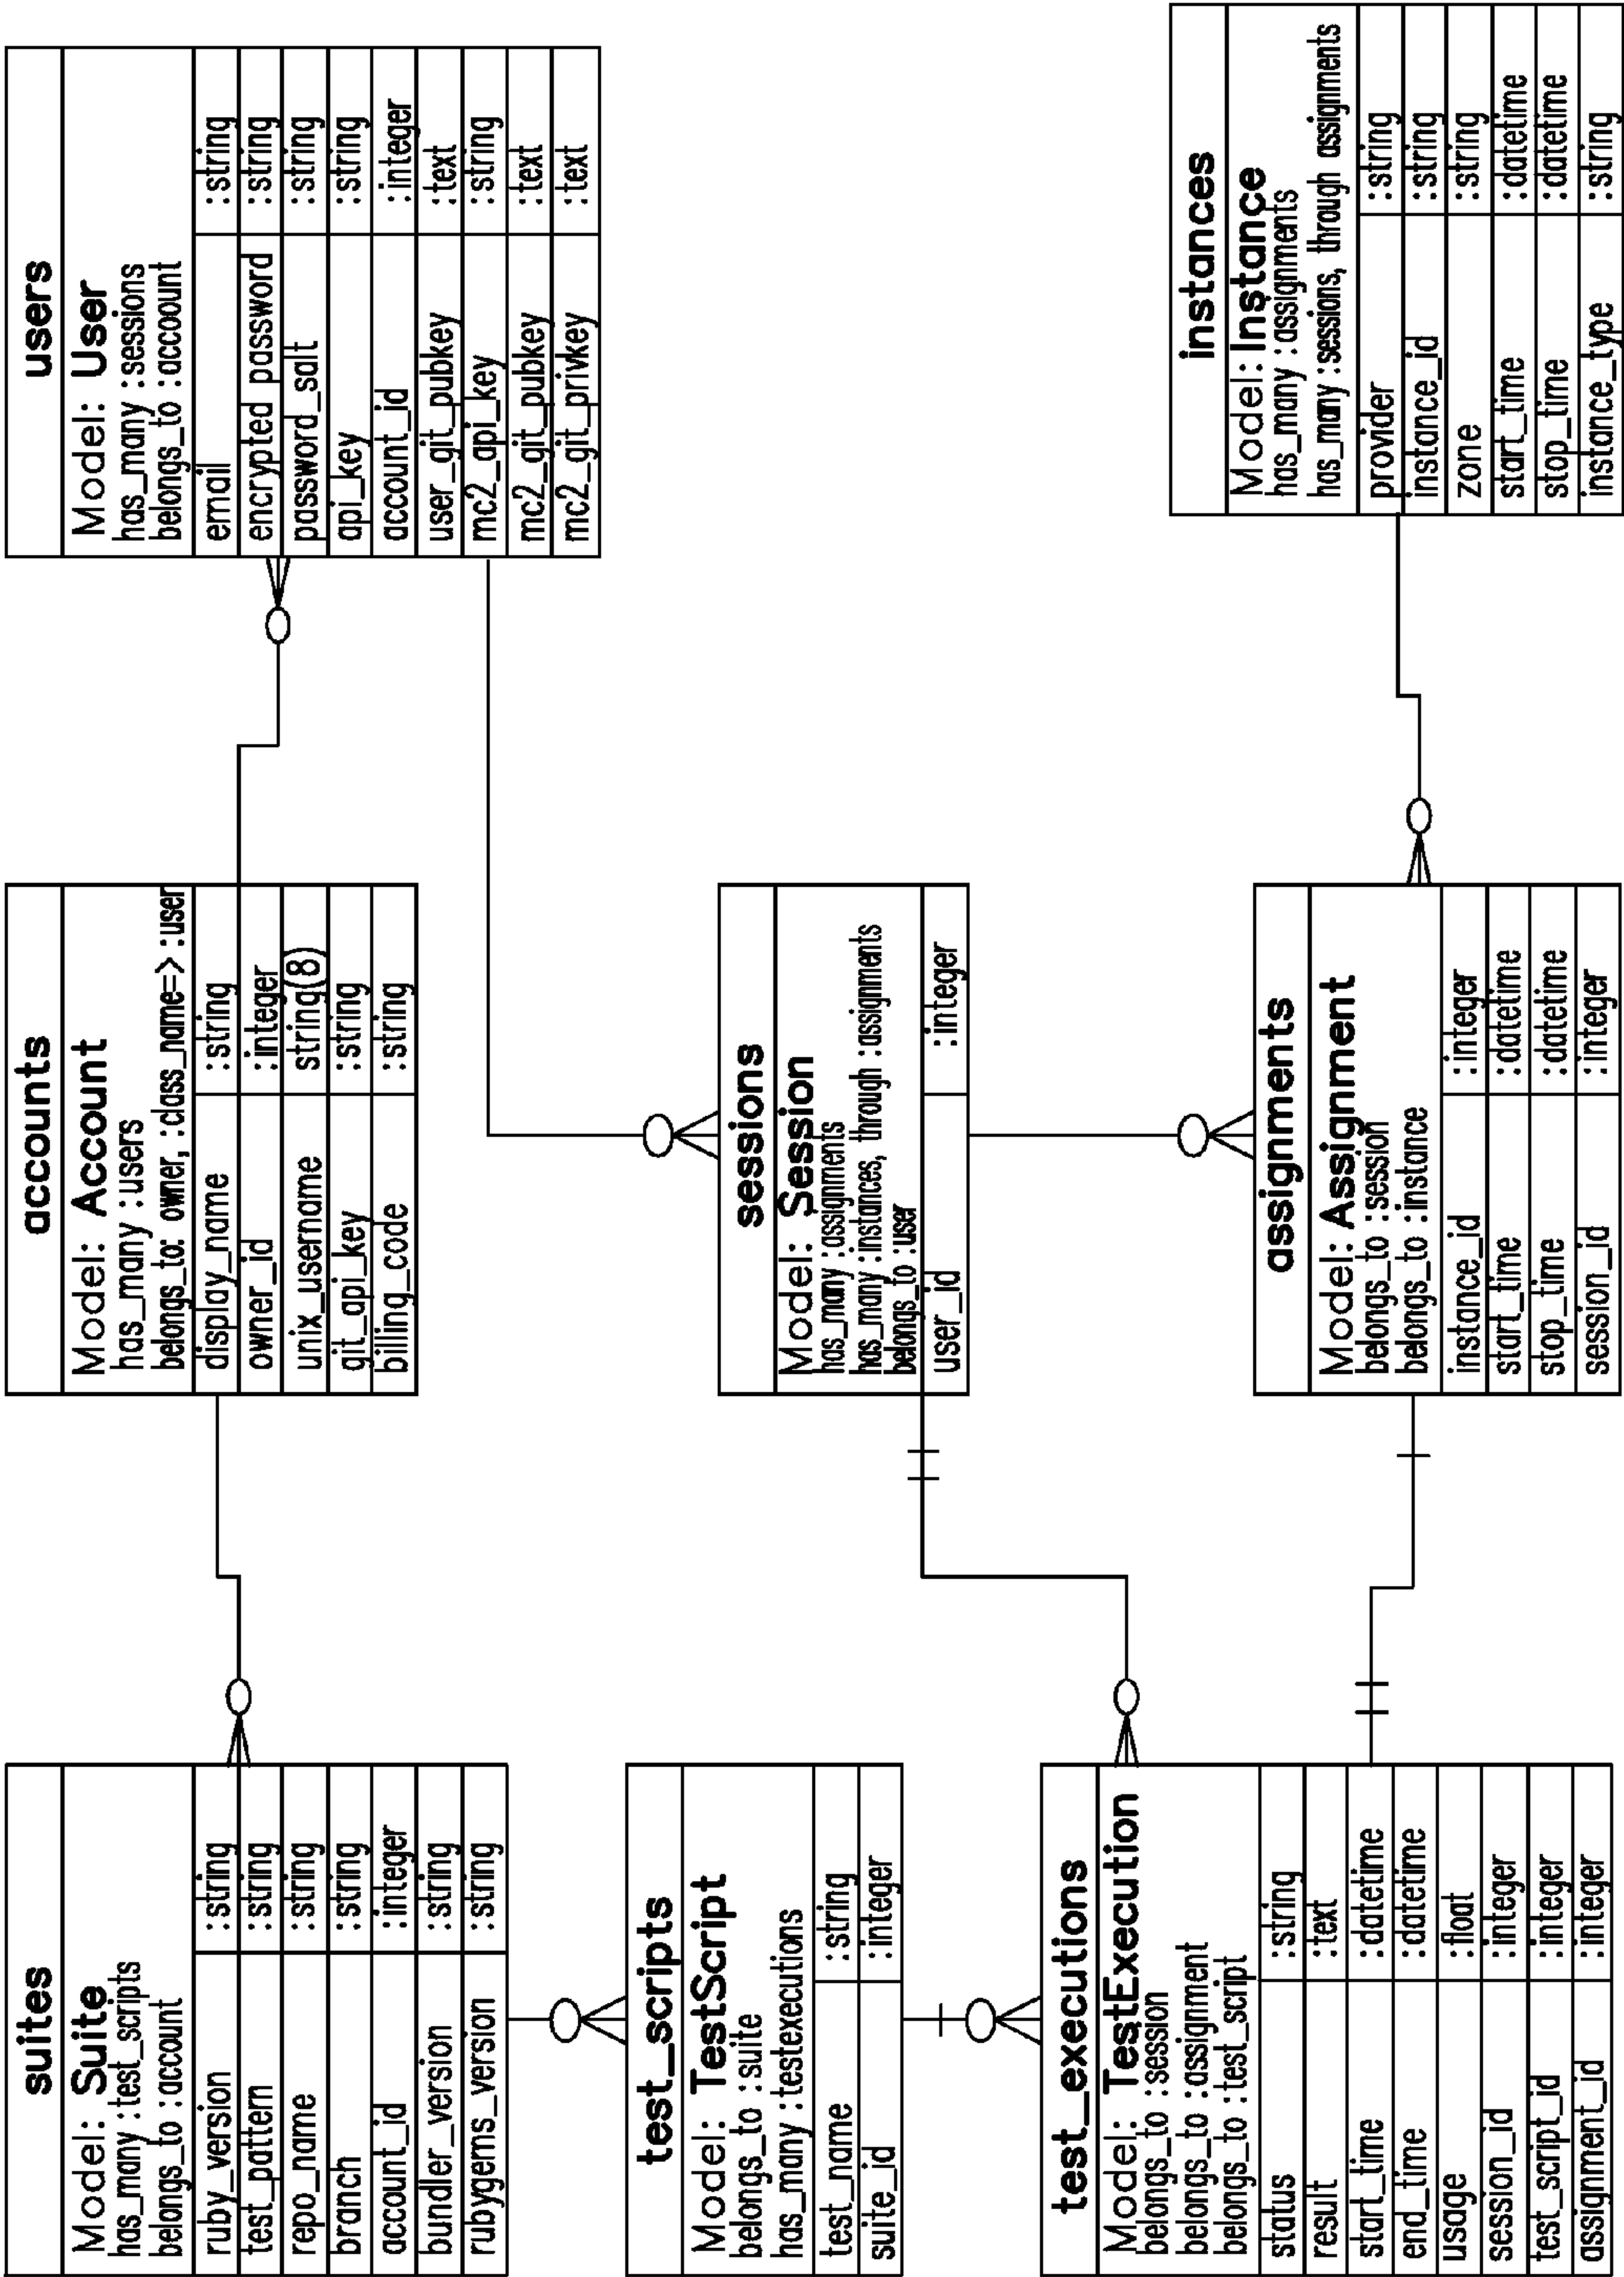 suites
Model: Suite
has_many :test_scripts
belongs_to :account
ruby_version :string
test_pattern :string
repo_name :string
branch :string
account_id :integer
bundler_version :string
rubygems_version :string
accounts
Model: Account
has_many :users
belongs_to: owner, :class_name=> :user
display_name :string
owner_id :integer
unix_username string(8)
git_api_key :string
billing_code :string
users
Model: User
has_many :sessions
belongs_to :accoount
email :string
encrypted password :string
password_salt :string
api_key :string
account_id :integer
user_git_pubkey :text
mc2_api_key :string
mc2_git_pubkey :text
mc2_git_privkey :text
test_scripts
Model: TestScript
belongs_to :suite
has_many :testexecutions
test_name :string
suite_id :integer
sessions
Model: Session
has_many :assignments
has_many :instances, through :assignments
belongs_to :user
user_id :integer
test_executions
Model: TestExecution
belongs_to :session
belongs_to :assignment
belongs_to :test_script
status :string
result :text
start_time :datetime
end_time :datetime
usage :float
session_id :integer
test_script_id :integer
assignment_id :integer
assignments
Model: Assignment
belongs_to :session
belongs_to :instance
instance_id :integer
start_time :datetime
stop_time :datetime
session_id :integer
instances
Model: Instance
has_many :assignments
has_many :sessions, through assignments
provider :string
instance_id :string
zone :string
start_time :datetime
stop_time :datetime
instance_type :string